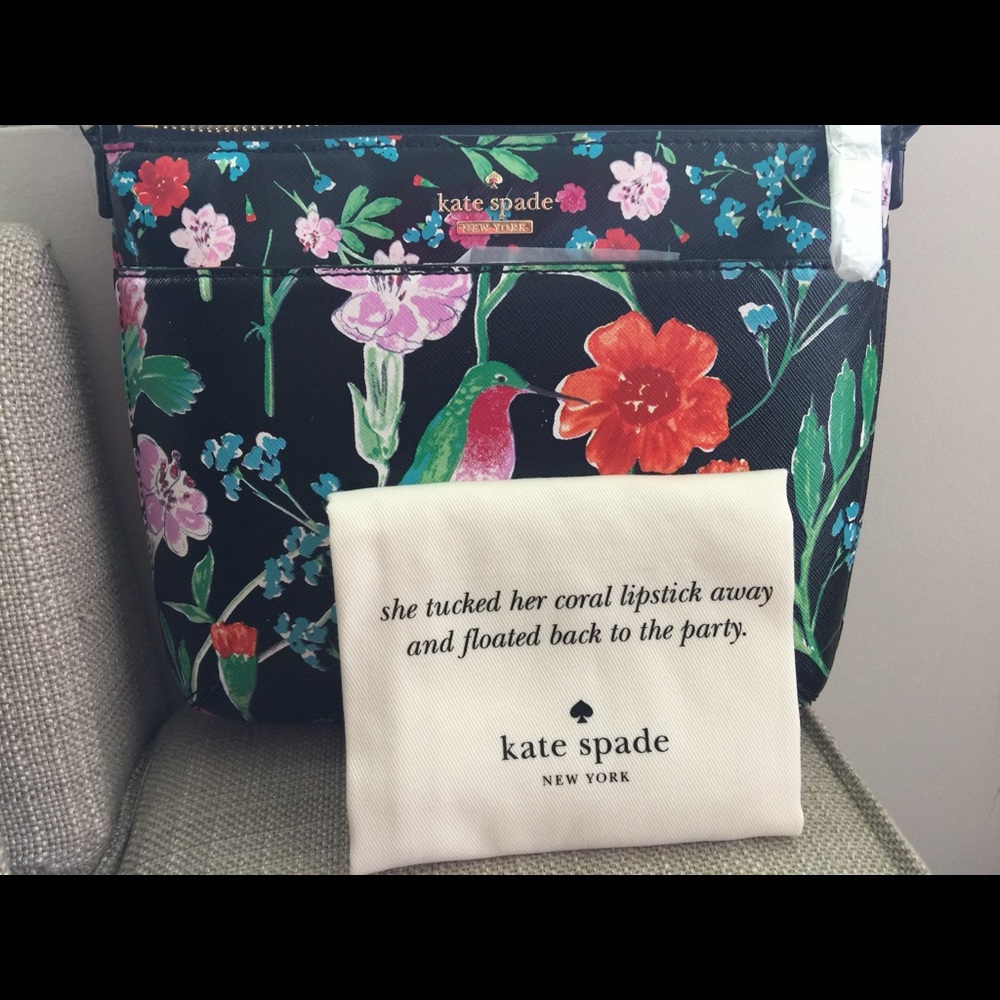 kate spade
NEW YORK
she tucked her coral lipstick away
and floated back to the party.
kate spade
NEW YORK